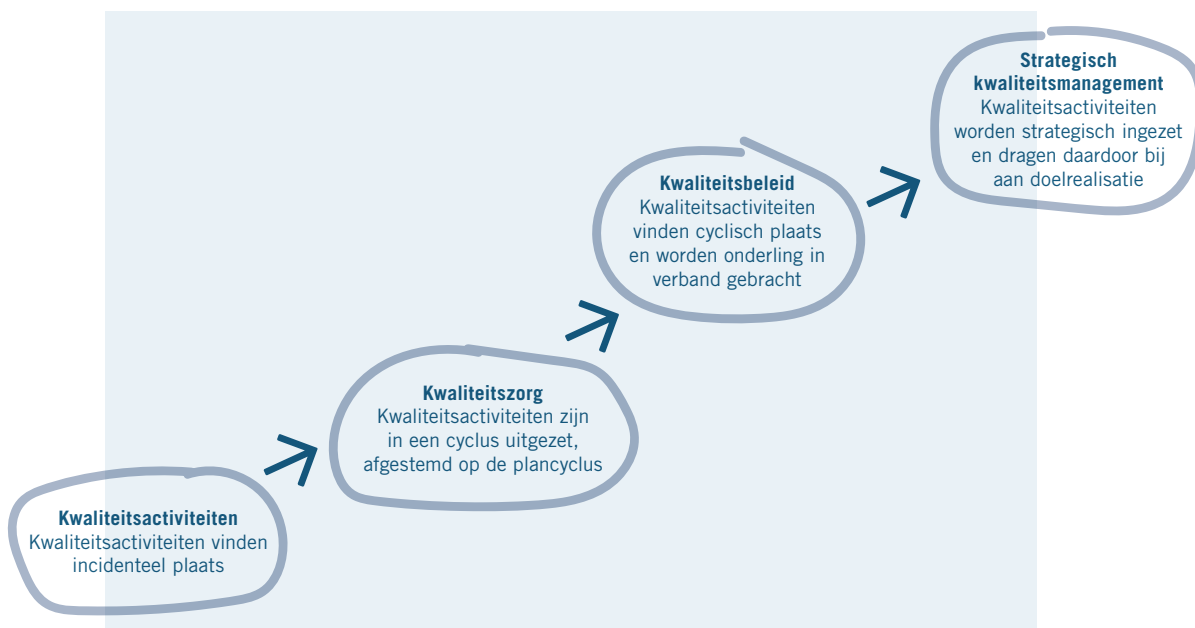 Strategisch
kwaliteitsmanagement
Kwaliteitsactiviteiten
worden strategisch ingezet
en dragen daardoor bij
aan doelrealisatie
Kwaliteitsbeleid
Kwaliteitsactiviteiten
vinden cyclisch plaats
en worden onderling in
verband gebracht
Kwaliteitszorg
Kwaliteitsactiviteiten zijn
in een cyclus uitgezet,
afgestemd op de plancyclus
Kwaliteitsactiviteiten
Kwaliteitsactiviteiten vinden
incidenteel plaats